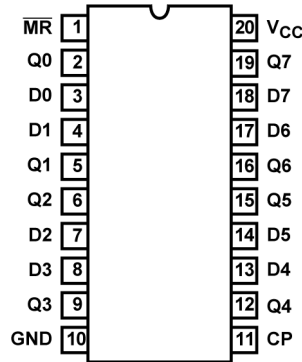 M̅R̅ 1 20 VCC
Q0 2 19 Q7
D0 3 18 D7
D1 4 17 D6
Q1 5 16 Q6
Q2 6 15 Q5
D2 7 14 D5
D3 8 13 D4
Q3 9 12 Q4
GND 10 11 CP